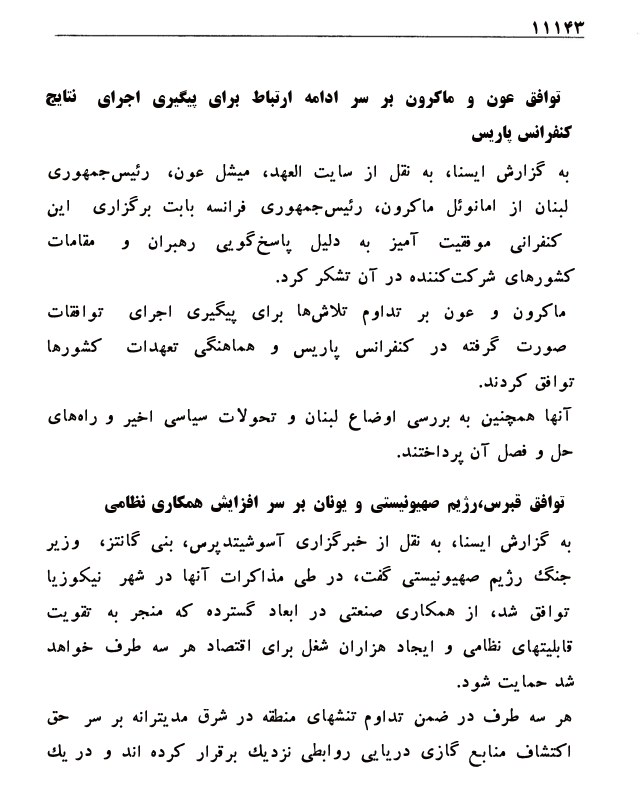 ۱۱۱۴۳
توافق عون و ماکرون بر سر ادامه ارتباط برای پیگیری اجرای نتایج
کنفرانس پاریس
به گزارش ایسنا، به نقل از سایت العهد، میشل عون، رئیس‌جمهوری
لبنان از امانوئل ماکرون، رئیس‌جمهوری فرانسه بابت برگزاری این
کنفرانی موفقیت آمیز به دلیل پاسخ‌گویی رهبران و مقامات
کشورهای شرکت‌کننده در آن تشکر کرد.
ماکرون و عون بر تداوم تلاش‌ها برای پیگیری اجرای توافقات
صورت گرفته در کنفرانس پاریس و هماهنگی تعهدات کشورها
توافق کردند.
آنها همچنین به بررسی اوضاع لبنان و تحولات سیاسی اخیر و راه‌های
حل و فصل آن پرداختند.
توافق قبرس،رژیم صهیونیستی و یونان بر سر افزایش همکاری نظامی
به گزارش ایسنا، به نقل از خبرگزاری آسوشیتدپرس، بنی گانتز، وزیر
جنگ رژیم صهیونیستی گفت، در طی مذاکرات آنها در شهر نیکوزیا
توافق شد، از همکاری صنعتی در ابعاد گسترده که منجر به تقویت
قابلیتهای نظامی و ایجاد هزاران شغل برای اقتصاد هر سه طرف خواهد
شد حمایت شود.
هر سه طرف در ضمن تداوم تنشهای منطقه در شرق مدیترانه بر سر حق
اکتشاف منابع گازی دریایی روابطی نزدیک برقرار کرده اند و در یک